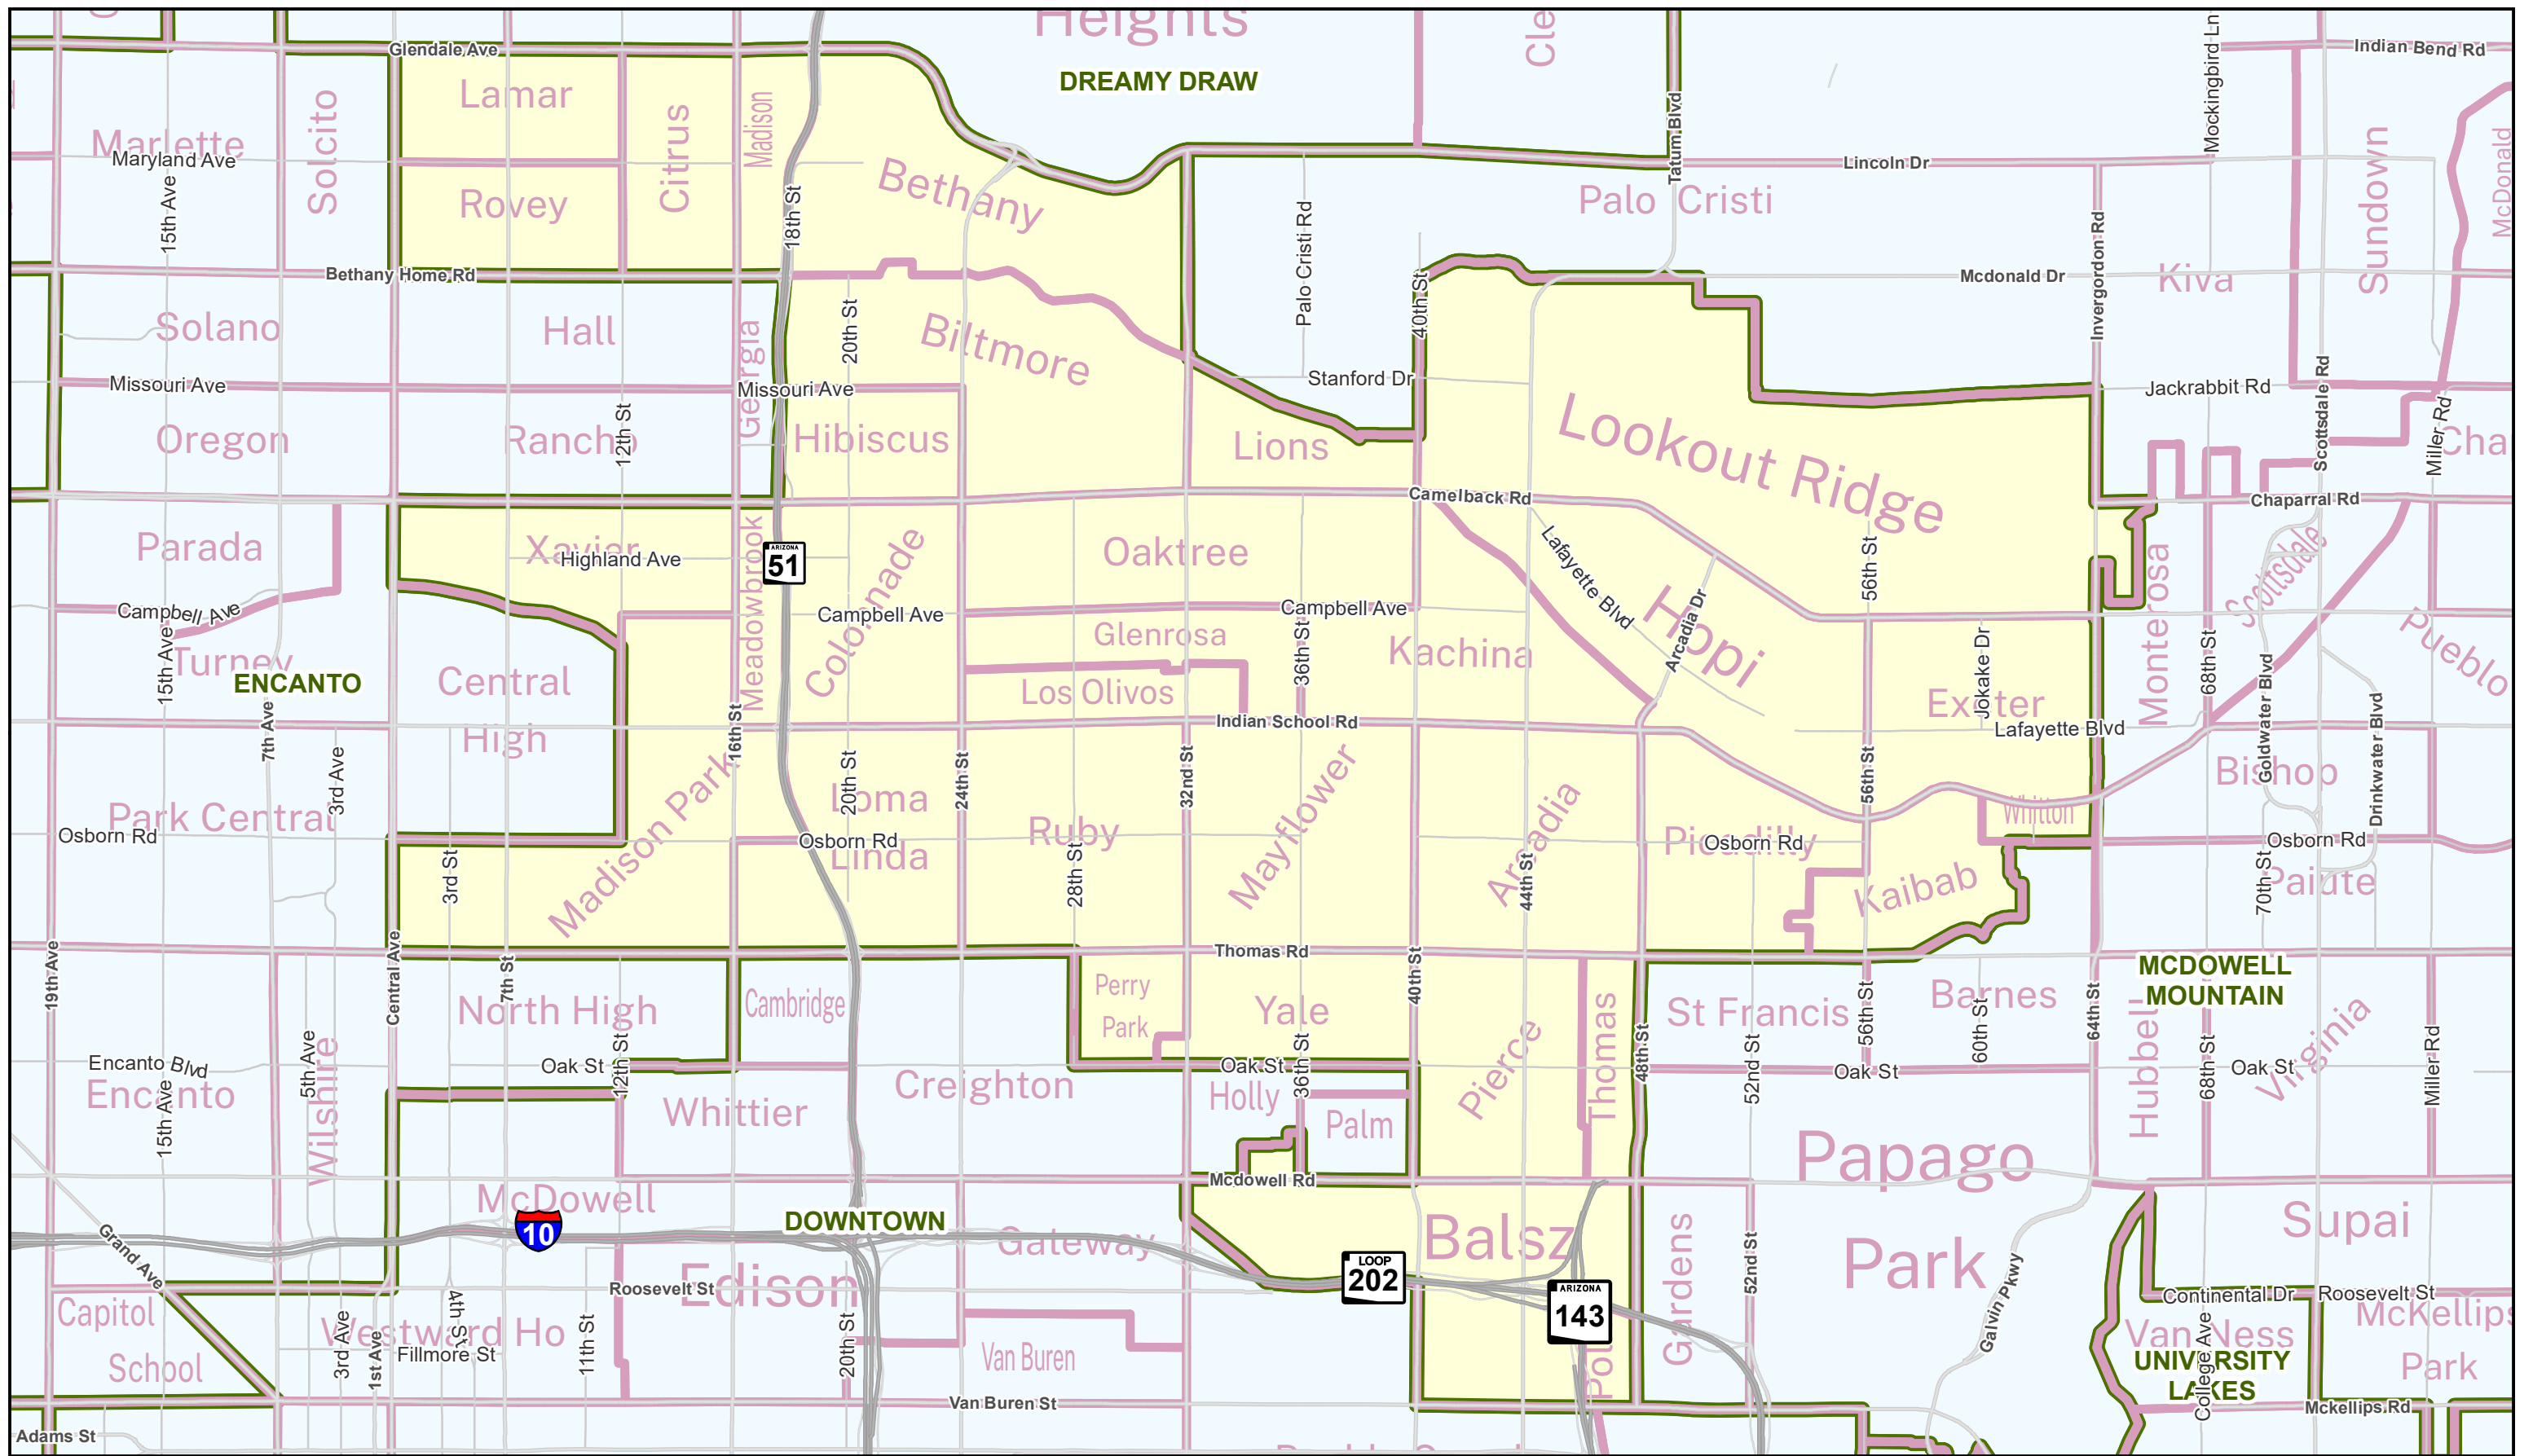 Heights
Cle
Glendale Ave
Indian Bend Rd
Mockingbird Ln
DREAMY DRAW
Lamar
Citrus
Madison
Solcito
Marlette
Maryland Ave
Tatum Blvd
Lincoln Dr
Sundown
McDonald
15th Ave
Rovey
18th St
Bethany
Palo Cristi Rd
Palo Cristi
Invergordon Rd
Bethany Home Rd
40th St
Mcdonald Dr
Kiva
Solano
Hall
Georgia
20th St
Biltmore
Missouri Ave
Missouri Ave
Stanford Dr
Jackrabbit Rd
Scottsdale Rd
Miller Rd
Oregon
Rancho
12th St
Hibiscus
Lions
Lookout Ridge
Cha
Camelback Rd
Chaparral Rd
Parada
Xavier
Highland Ave
Meadowbrook
ARIZONA
51
Colonade
Oaktree
Lafayette Blvd
Arcadia Dr
Hopi
56th St
Monterosa
Scottsdale
Campbell Ave
Campbell Ave
Campbell Ave
Glenrosa
36th St
Kachina
Jokake Dr
68th St
Pueblo
15th Ave
Turney
ENCANTO
Central
High
Los Olivos
Exeter
Goldwater Blvd
Drinkwater Blvd
7th Ave
16th St
Indian School Rd
Lafayette Blvd
3rd Ave
Madison Park
20th St
Loma
Linda
24th St
32nd St
Mayflower
Arcadia
56th St
Bishop
Park Central
Osborn Rd
Osborn Rd
Ruby
Picadilly
Osborn Rd
Whitton
Osborn Rd
3rd St
28th St
44th St
Kaibab
70th St
Paiute
19th Ave
Central Ave
7th St
Thomas Rd
40th St
MCDOWELL
MOUNTAIN
North High
Cambridge
Perry
Park
Yale
Pierce
Thomas
48th St
St Francis
56th St
Barnes
60th St
64th St
Hubbell
68th St
Virginia
Miller Rd
Encanto Blvd
Encanto
15th Ave
5th Ave
Wilshire
Oak St
12th St
Oak St
36th St
52nd St
Oak St
Oak St
Whittier
Creighton
Holly
Palm
Papago
Park
Mcdowell Rd
McDowell
10
DOWNTOWN
Gateway
Balsz
Gardens
52nd St
Galvin Pkwy
Supai
Grand Ave
Roosevelt St
Edison
LOOP
202
ARIZONA
143
Continental Dr
Roosevelt St
Capitol
School
Westward Ho
3rd Ave
1st Ave
4th St
Fillmore St
11th St
20th St
Van Buren
Van Ness
College Ave
McKellips
Park
UNIVERSITY
LAKES
Van Buren St
Mckellips Rd
Adams St